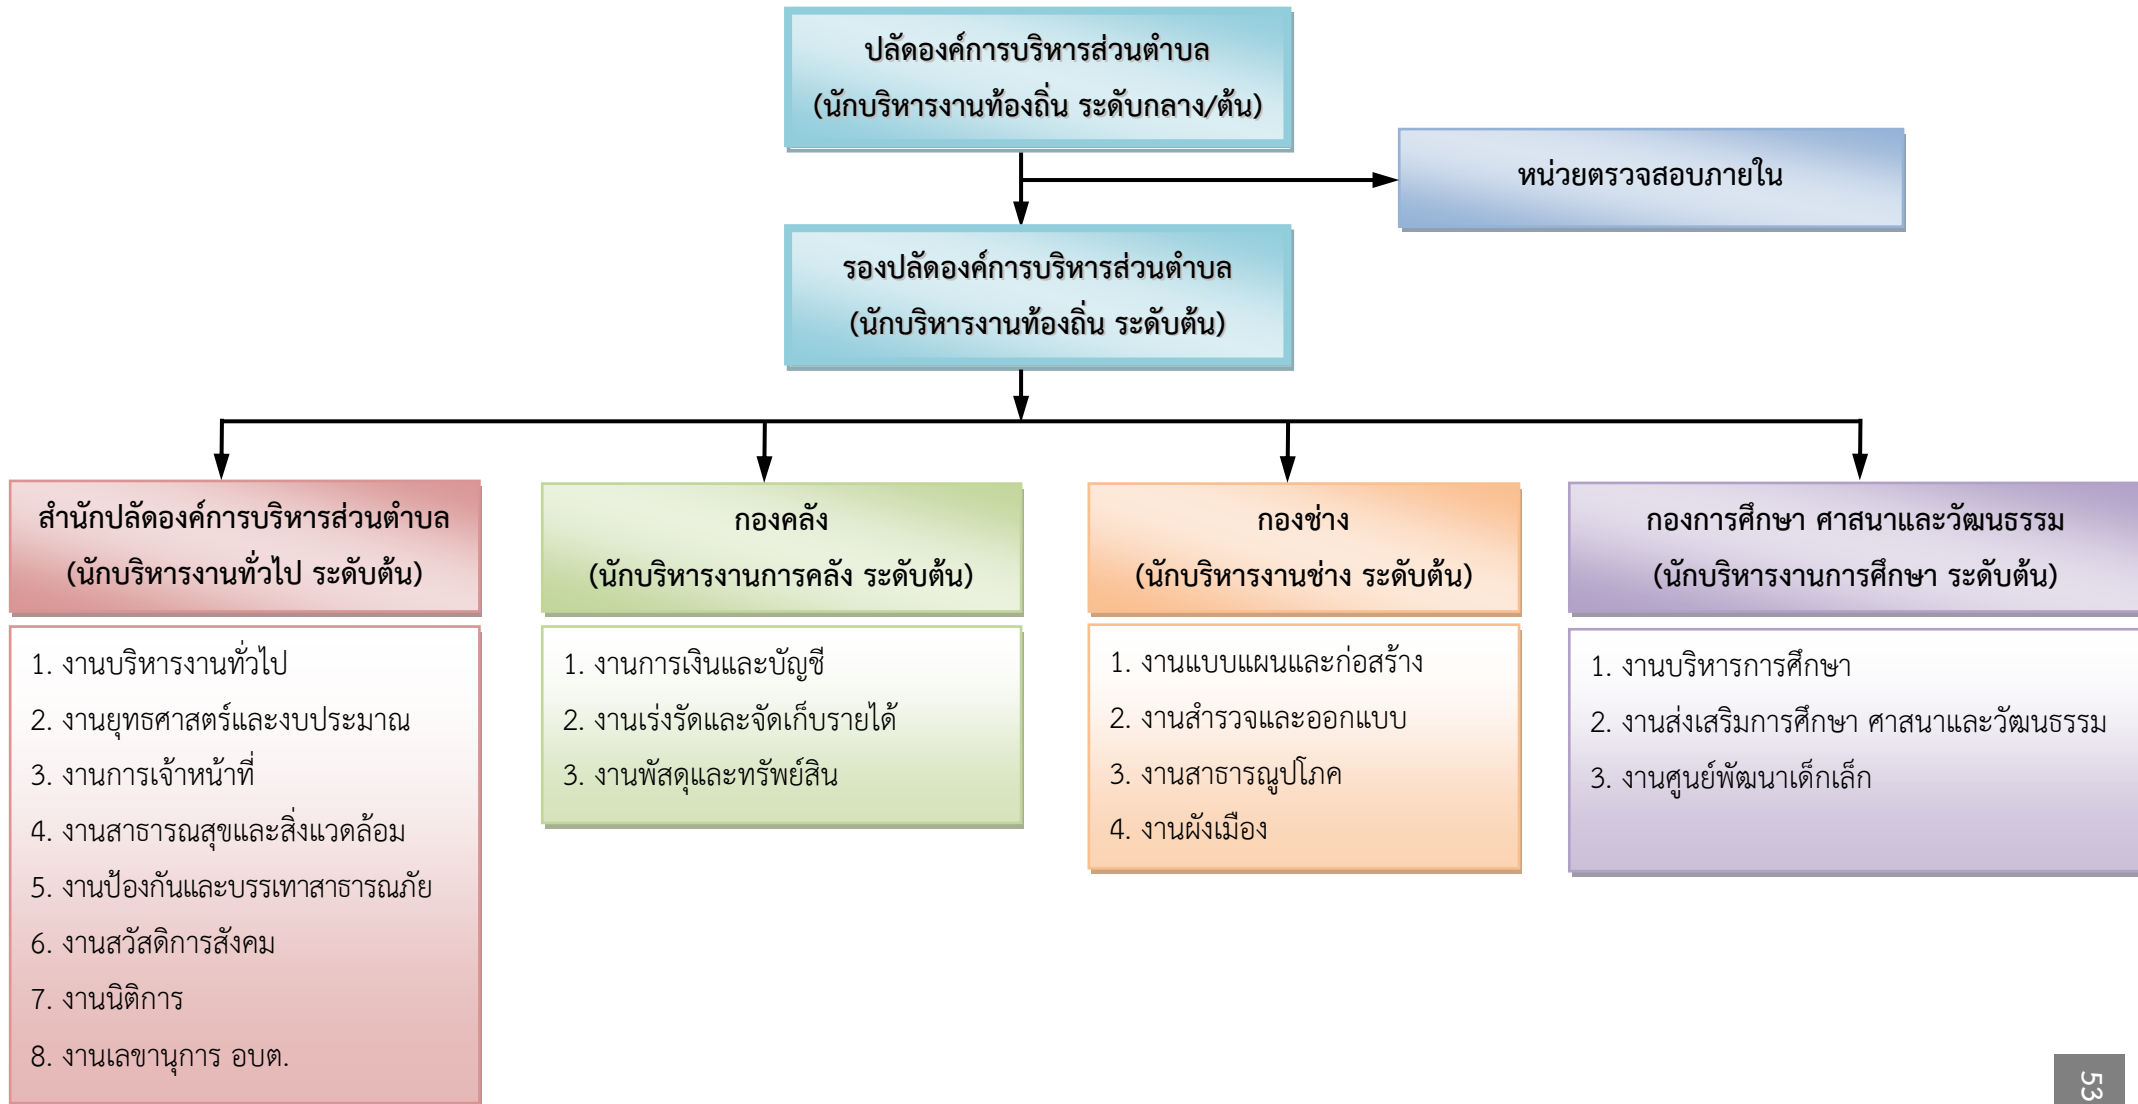 ปลัดองค์การบริหารส่วนตำบล
(นักบริหารงานท้องถิ่น ระดับกลาง/ต้น)
หน่วยตรวจสอบภายใน
รองปลัดองค์การบริหารส่วนตำบล
(นักบริหารงานท้องถิ่น ระดับต้น)
สำนักปลัดองค์การบริหารส่วนตำบล
(นักบริหารงานทั่วไป ระดับต้น)
1. งานบริหารงานทั่วไป
2. งานยุทธศาสตร์และงบประมาณ
3. งานการเจ้าหน้าที่
4. งานสาธารณสุขและสิ่งแวดล้อม
5. งานป้องกันและบรรเทาสาธารณภัย
6. งานสวัสดิการสังคม
7. งานนิติการ
8. งานเลขานุการ อบต.
กองคลัง
(นักบริหารงานการคลัง ระดับต้น)
1. งานการเงินและบัญชี
2. งานเร่งรัดและจัดเก็บรายได้
3. งานพัสดุและทรัพย์สิน
กองช่าง
(นักบริหารงานช่าง ระดับต้น)
1. งานแบบแผนและก่อสร้าง
2. งานสำรวจและออกแบบ
3. งานสาธารณูปโภค
4. งานผังเมือง
กองการศึกษา ศาสนาและวัฒนธรรม
(นักบริหารงานการศึกษา ระดับต้น)
1. งานบริหารการศึกษา
2. งานส่งเสริมการศึกษา ศาสนาและวัฒนธรรม
3. งานศูนย์พัฒนาเด็กเล็ก
53